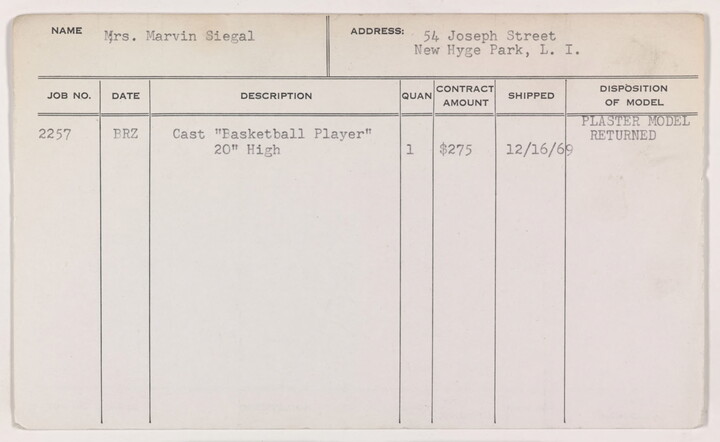 NAME Mrs. Marvin Siegal
ADDRESS: 54 Joseph Street
New Hyge Park, L. I.
JOB NO. DATE DESCRIPTION QUAN CONTRACT AMOUNT SHIPPED DISPOSITION OF MODEL
2257 BRZ Cast "Basketball Player" PLASTER MODEL RETURNED
20" High 1 $275 12/16/69